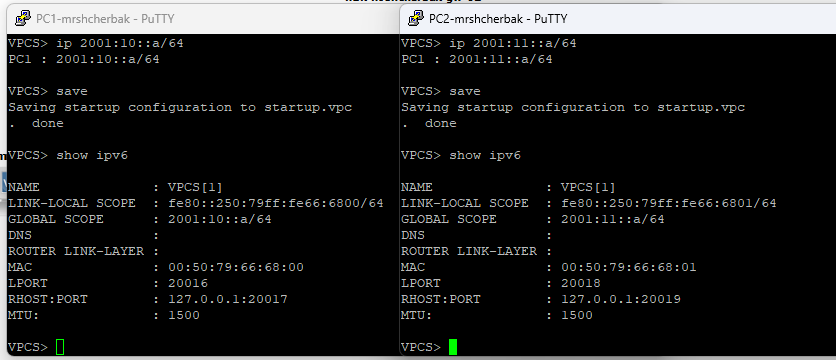 PC1-mrshcherbak - PuTTY
VPCS> ip 2001:10::a/64
PC1 : 2001:10::a/64
VPCS> save
Saving startup configuration to startup.vpc
.  done
VPCS> show ipv6
NAME              : VPCS[1]
LINK-LOCAL SCOPE  : fe80::250:79ff:fe66:6800/64
GLOBAL SCOPE      : 2001:10::a/64
DNS               :
ROUTER LINK-LAYER :
MAC               : 00:50:79:66:68:00
LPORT             : 20016
RHOST:PORT        : 127.0.0.1:20017
MTU:              : 1500
VPCS>
PC2-mrshcherbak - PuTTY
VPCS> ip 2001:11::a/64
PC1 : 2001:11::a/64
VPCS> save
Saving startup configuration to startup.vpc
.  done
VPCS> show ipv6
NAME              : VPCS[1]
LINK-LOCAL SCOPE  : fe80::250:79ff:fe66:6801/64
GLOBAL SCOPE      : 2001:11::a/64
DNS               :
ROUTER LINK-LAYER :
MAC               : 00:50:79:66:68:01
LPORT             : 20018
RHOST:PORT        : 127.0.0.1:20019
MTU:              : 1500
VPCS>